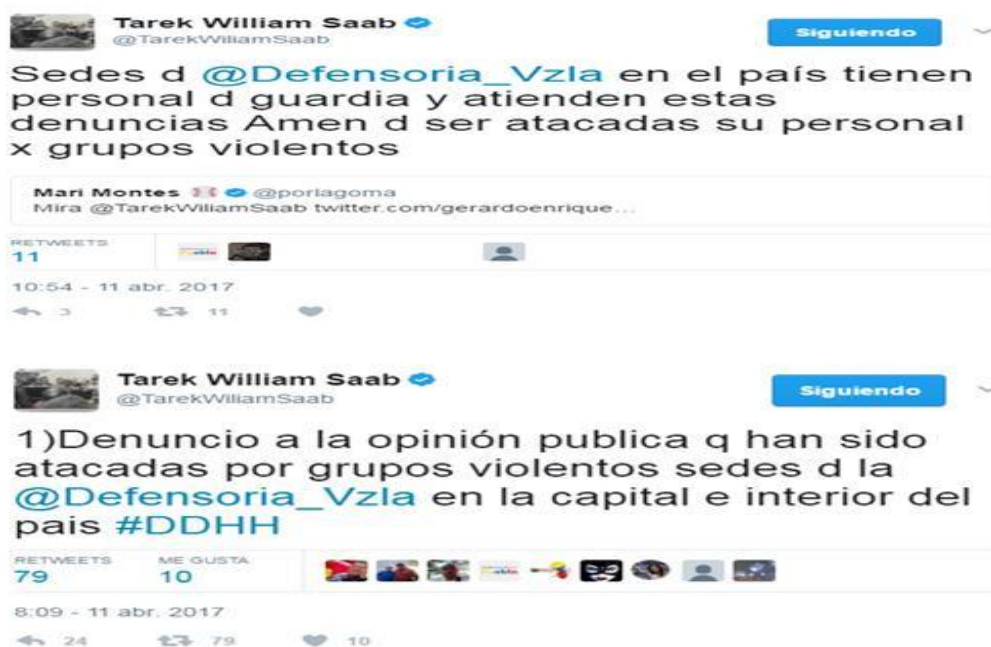 Tarek William Saab
@TarekWiliamSaab
Siguiendo
Sedes d @Defensoria_Vzla en el país tienen
personal d guardia y atienden estas
denuncias Amen d ser atacadas su personal
x grupos violentos
Mari Montes @porlagoma
Mira @TarekWiliamSaab twitter.com/gerardoenrique...
RETWEETS
11
10:54 - 11 abr. 2017
3 11
Tarek William Saab
@TarekWiliamSaab
Siguiendo
1)Denuncio a la opinión publica q han sido
atacadas por grupos violentos sedes d la
@Defensoria_Vzla en la capital e interior del
pais #DDHH
RETWEETS ME GUSTA
79 10
8:09 - 11 abr. 2017
24 79 10